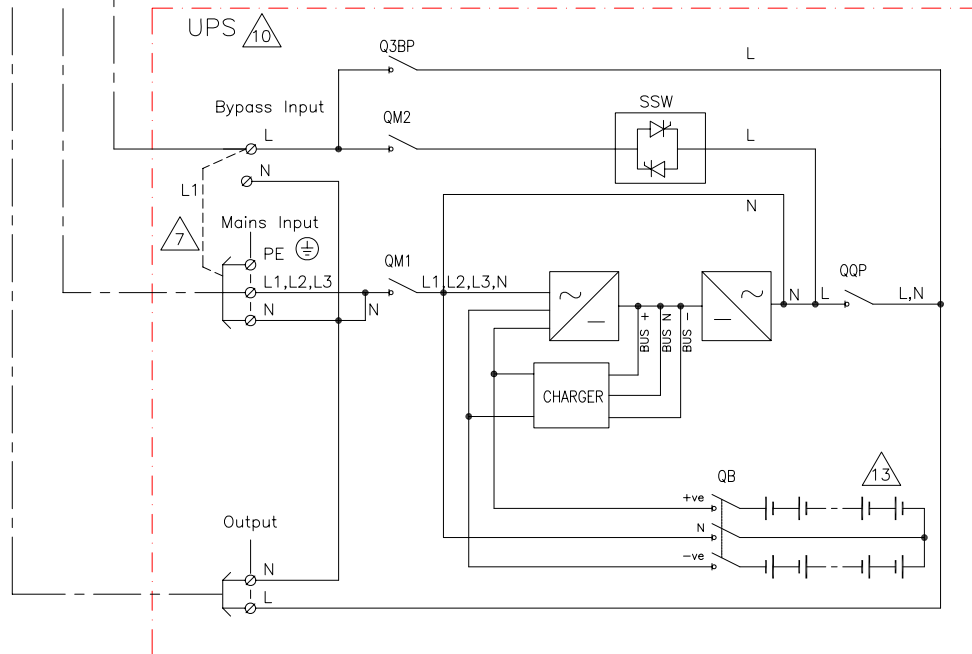 UPS 10
Q3BP
L
Bypass Input
L
QM2
SSW
L
N
L1
7
Mains Input
PE
L1,L2,L3
N
N
QM1
L1,L2,L3,N
N
BUS +
BUS N
BUS -
N
L
QQP
L,N
CHARGER
QB
13
+ve
N
-ve
Output
N
L